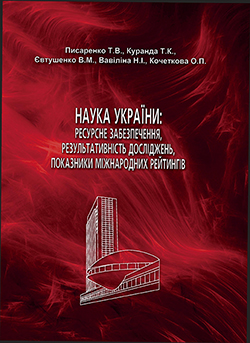 Писаренко Т.В., Куранда Т.К.,
Євтушенко В.М., Вавіліна Н.І., Кочеткова О.П.
НАУКА УКРАЇНИ:
РЕСУРСНЕ ЗАБЕЗПЕЧЕННЯ,
РЕЗУЛЬТАТИВНІСТЬ ДОСЛІДЖЕНЬ,
ПОКАЗНИКИ МІЖНАРОДНИХ РЕЙТИНГІВ